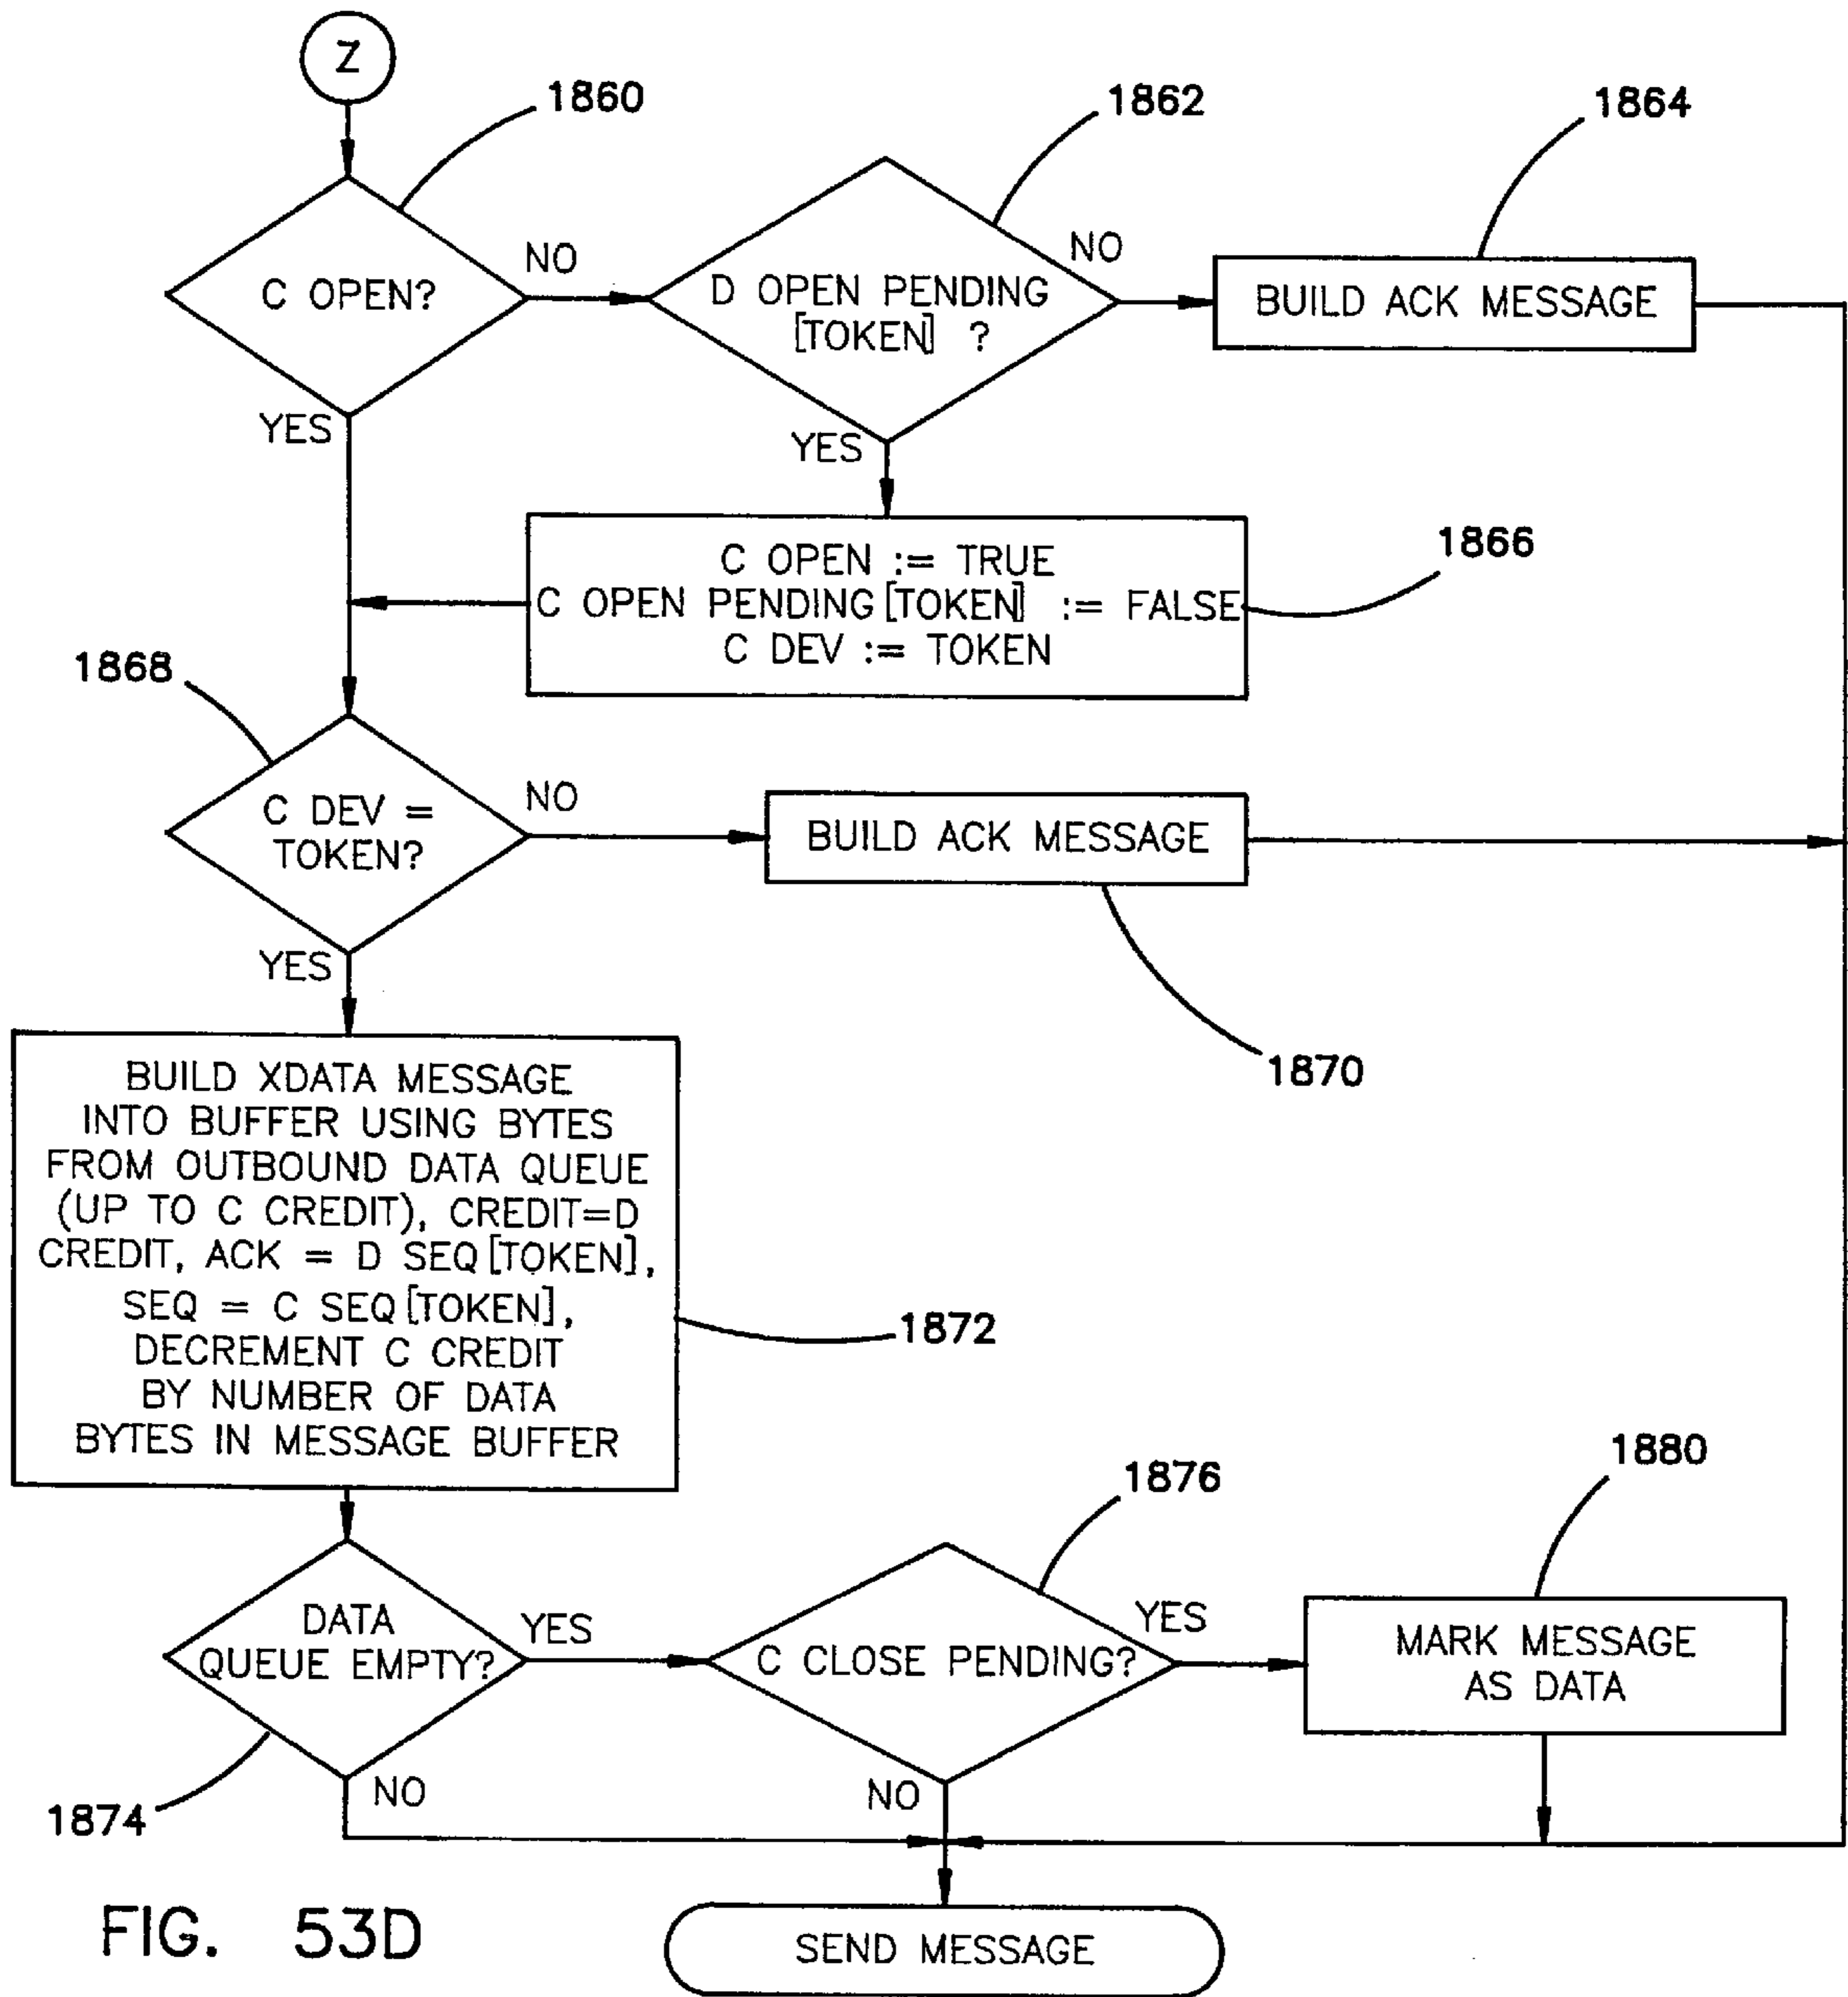 Z
1860
1862
1864
C OPEN?
NO
D OPEN PENDING
[TOKEN] ?
NO
BUILD ACK MESSAGE
YES
YES
C OPEN := TRUE
C OPEN PENDING[TOKEN] := FALSE
C DEV := TOKEN
1866
1868
C DEV =
TOKEN?
NO
BUILD ACK MESSAGE
YES
1870
BUILD XDATA MESSAGE
INTO BUFFER USING BYTES
FROM OUTBOUND DATA QUEUE
(UP TO C CREDIT), CREDIT=D
CREDIT, ACK = D SEQ[TOKEN],
SEQ = C SEQ[TOKEN],
DECREMENT C CREDIT
BY NUMBER OF DATA
BYTES IN MESSAGE BUFFER
1872
1876
1880
DATA
QUEUE EMPTY?
YES
C CLOSE PENDING?
YES
MARK MESSAGE
AS DATA
1874
NO
NO
FIG. 53D
SEND MESSAGE